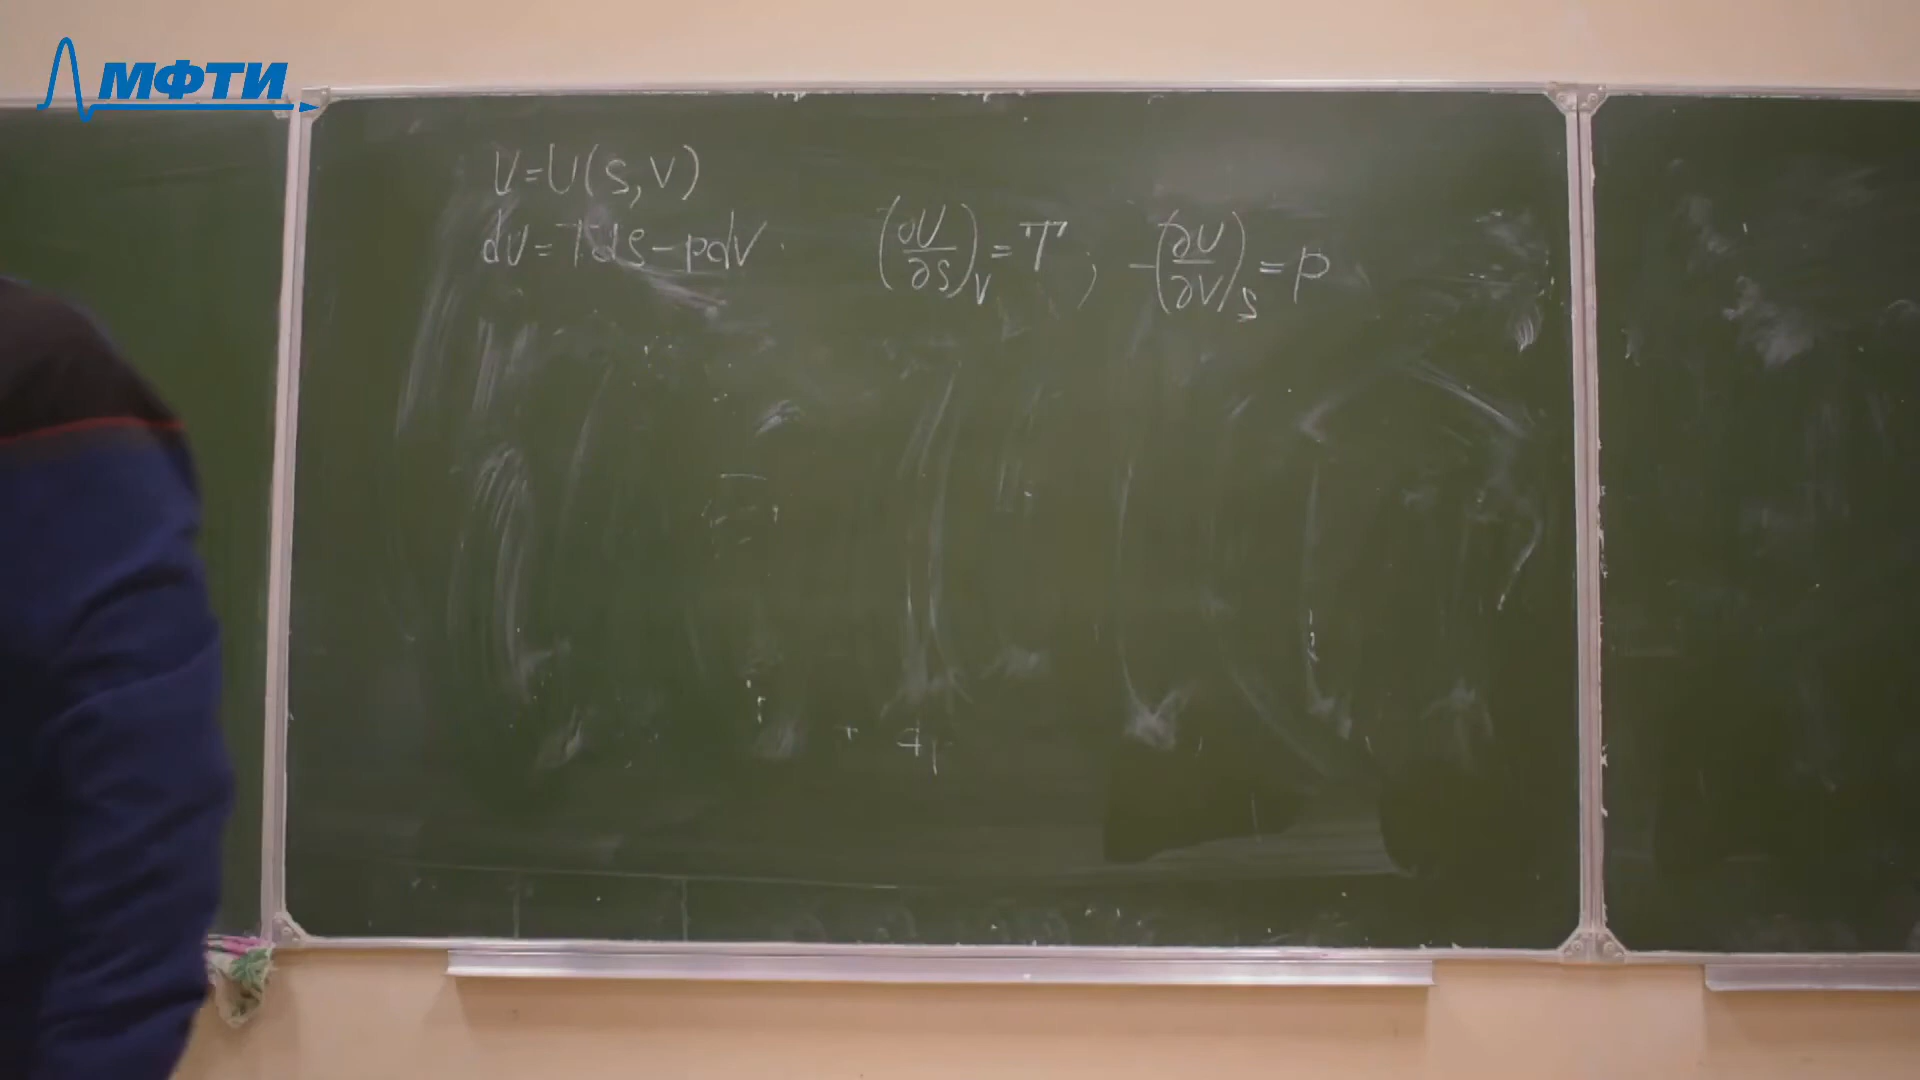 МФТИ
U=U(S,V)
dU=TdS-pdV. (∂U/∂S)_V=T; -(∂U/∂V)_S=p